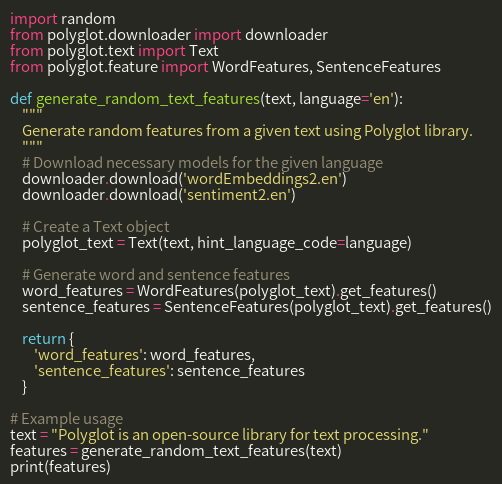 import random
from polyglot.downloader import downloader
from polyglot.text import Text
from polyglot.feature import WordFeatures, SentenceFeatures

def generate_random_text_features(text, language='en'):
    """
    Generate random features from a given text using Polyglot library.
    """
    # Download necessary models for the given language
    downloader.download('wordEmbeddings2.en')
    downloader.download('sentiment2.en')

    # Create a Text object
    polyglot_text = Text(text, hint_language_code=language)

    # Generate word and sentence features
    word_features = WordFeatures(polyglot_text).get_features()
    sentence_features = SentenceFeatures(polyglot_text).get_features()

    return {
        'word_features': word_features,
        'sentence_features': sentence_features
    }

# Example usage
text = "Polyglot is an open-source library for text processing."
features = generate_random_text_features(text)
print(features)